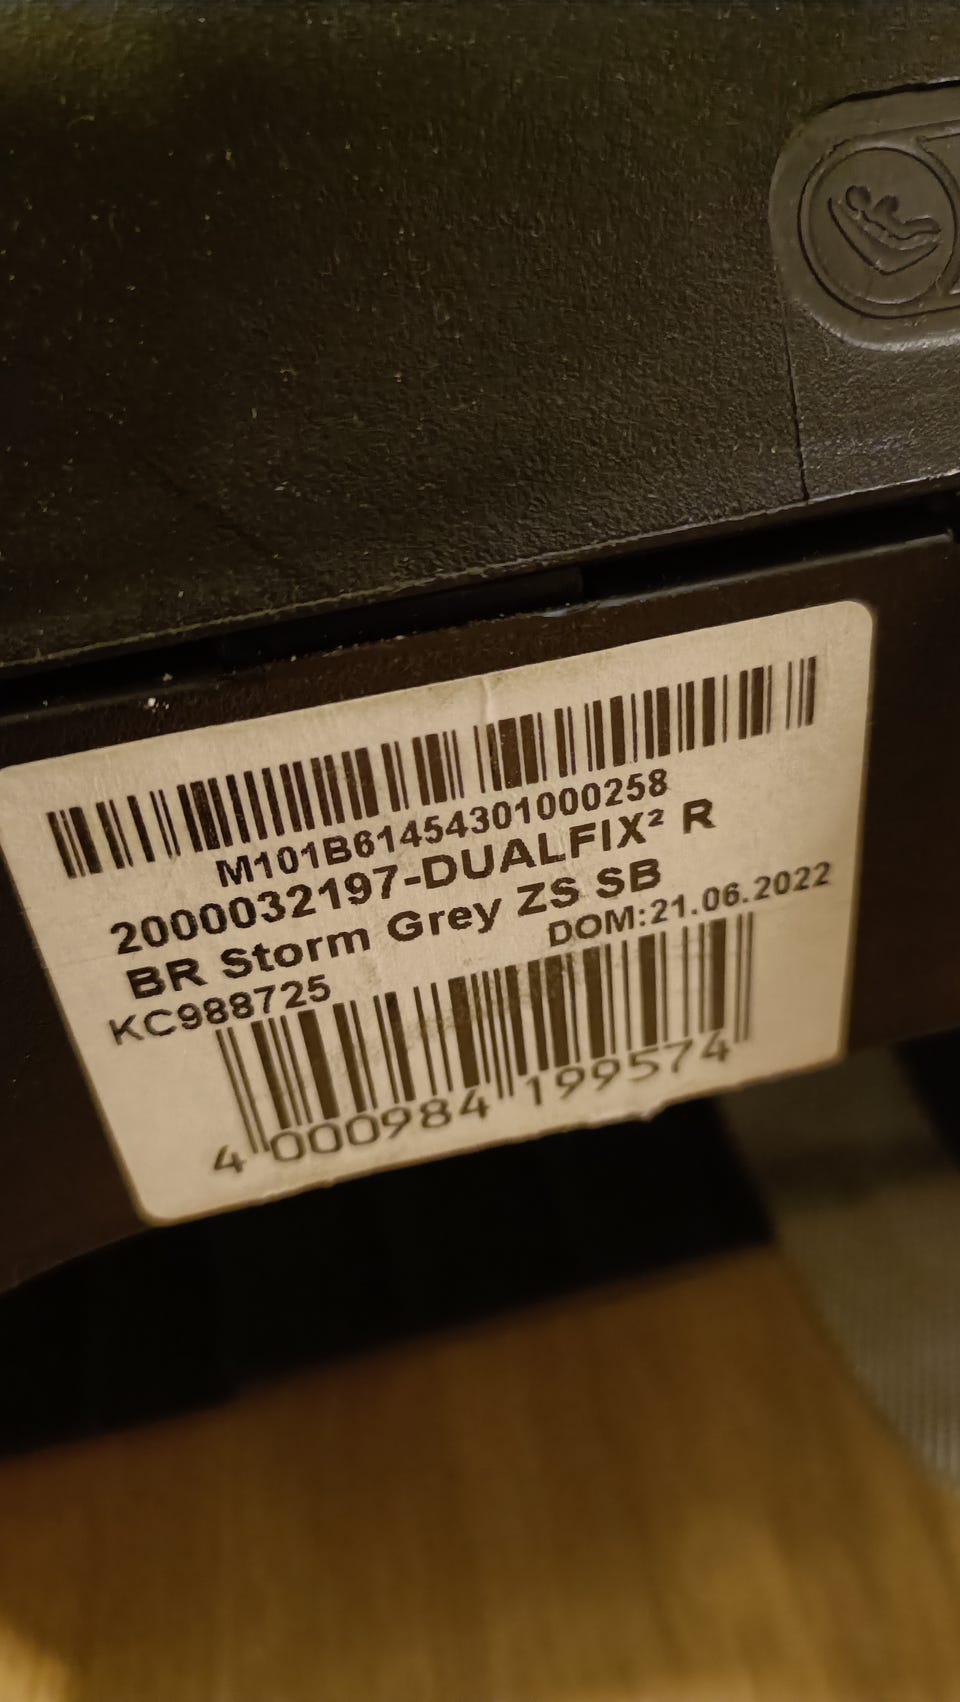 M101B61454301000258
2000032197-DUALFIX² R
BR Storm Grey ZS SB
DOM:21.06.2022
KC988725
4 000984 199574